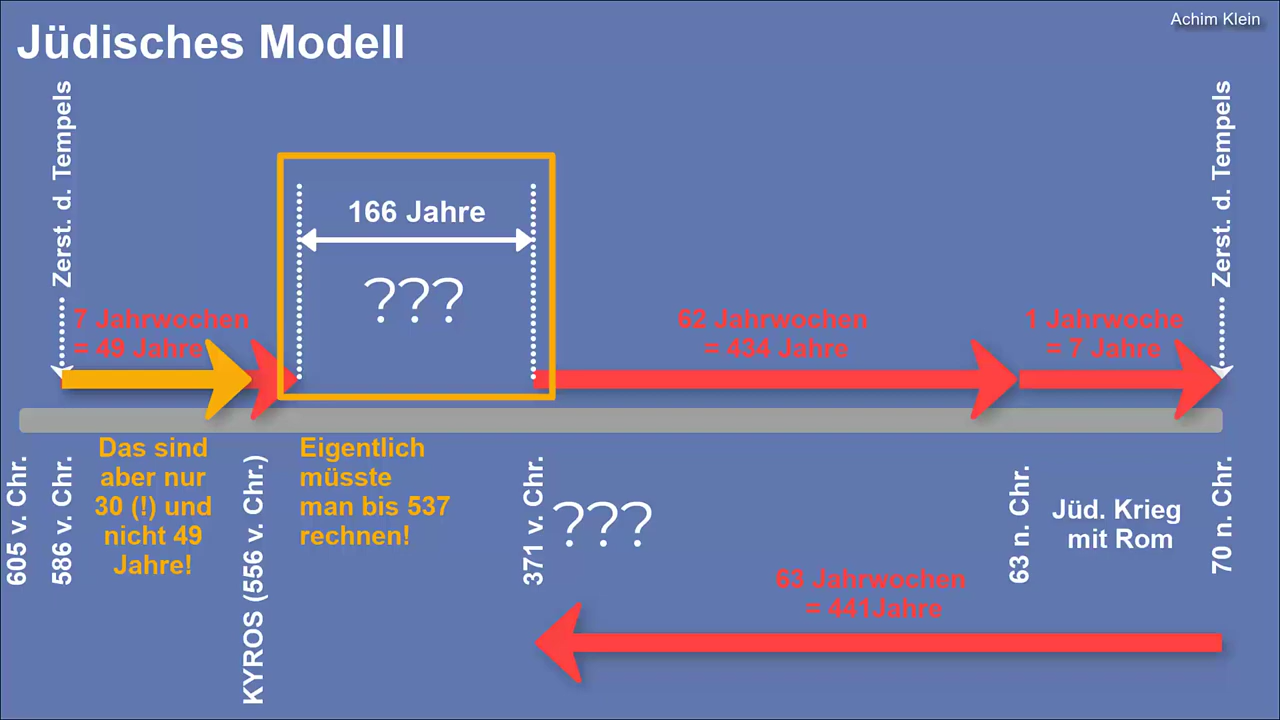 Achim Klein
Jüdisches Modell
Zerst. d. Tempels
Zerst. d. Tempels
166 Jahre
???
7 Jahrwochen
= 49 Jahre
62 Jahrwochen
= 434 Jahre
1 Jahrwoche
= 7 Jahre
605 v. Chr.
586 v. Chr.
Das sind
aber nur
30 (!) und
nicht 49
Jahre!
KYROS (556 v. Chr.)
Eigentlich
müsste
man bis 537
rechnen!
371 v. Chr.
???
63 n. Chr.
Jüd. Krieg
mit Rom
70 n. Chr.
63 Jahrwochen
= 441Jahre